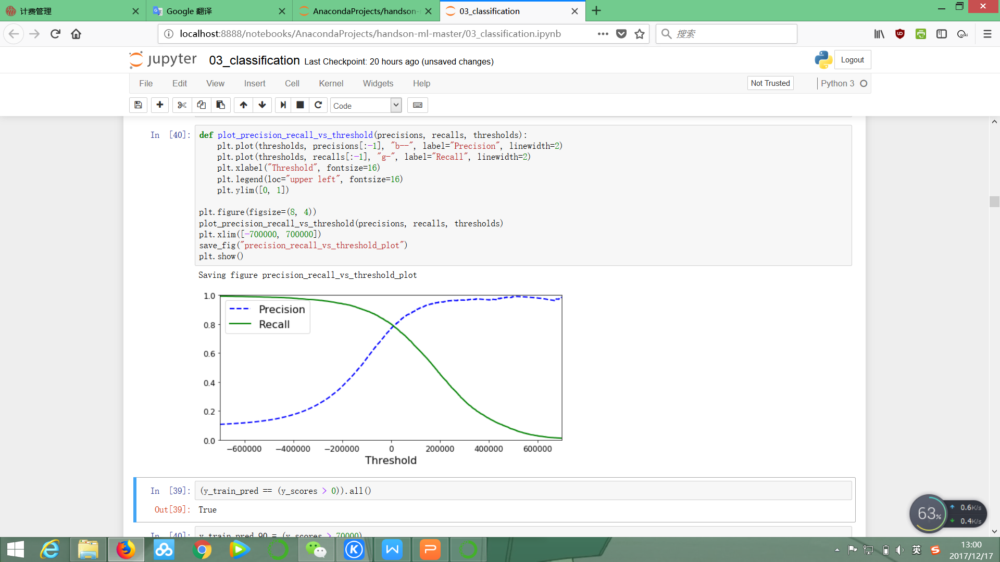 计费管理
Google 翻译
AnacondaProjects/handson-
03_classification
localhost:8888/notebooks/AnacondaProjects/handson-ml-master/03_classification.ipynb
搜索
jupyter 03_classification Last Checkpoint: 20 hours ago (unsaved changes)
Logout
File Edit View Insert Cell Kernel Widgets Help
Not Trusted
Python 3
Code
In [40]:
def plot_precision_recall_vs_threshold(precisions, recalls, thresholds):
    plt.plot(thresholds, precisions[:-1], "b--", label="Precision", linewidth=2)
    plt.plot(thresholds, recalls[:-1], "g-", label="Recall", linewidth=2)
    plt.xlabel("Threshold", fontsize=16)
    plt.legend(loc="upper left", fontsize=16)
    plt.ylim([0, 1])
plt.figure(figsize=(8, 4))
plot_precision_recall_vs_threshold(precisions, recalls, thresholds)
plt.xlim([-700000, 700000])
save_fig("precision_recall_vs_threshold_plot")
plt.show()
Saving figure precision_recall_vs_threshold_plot
1.0
0.8
0.6
0.4
0.2
0.0
Precision
Recall
−600000 −400000 −200000 0 200000 400000 600000
Threshold
In [39]: (y_train_pred == (y_scores > 0)).all()
Out[39]: True
In [40]: y_train_pred_90 = (y_scores > 70000)
63%
0.6K/s
0.4K/s
英
13:00
2017/12/17